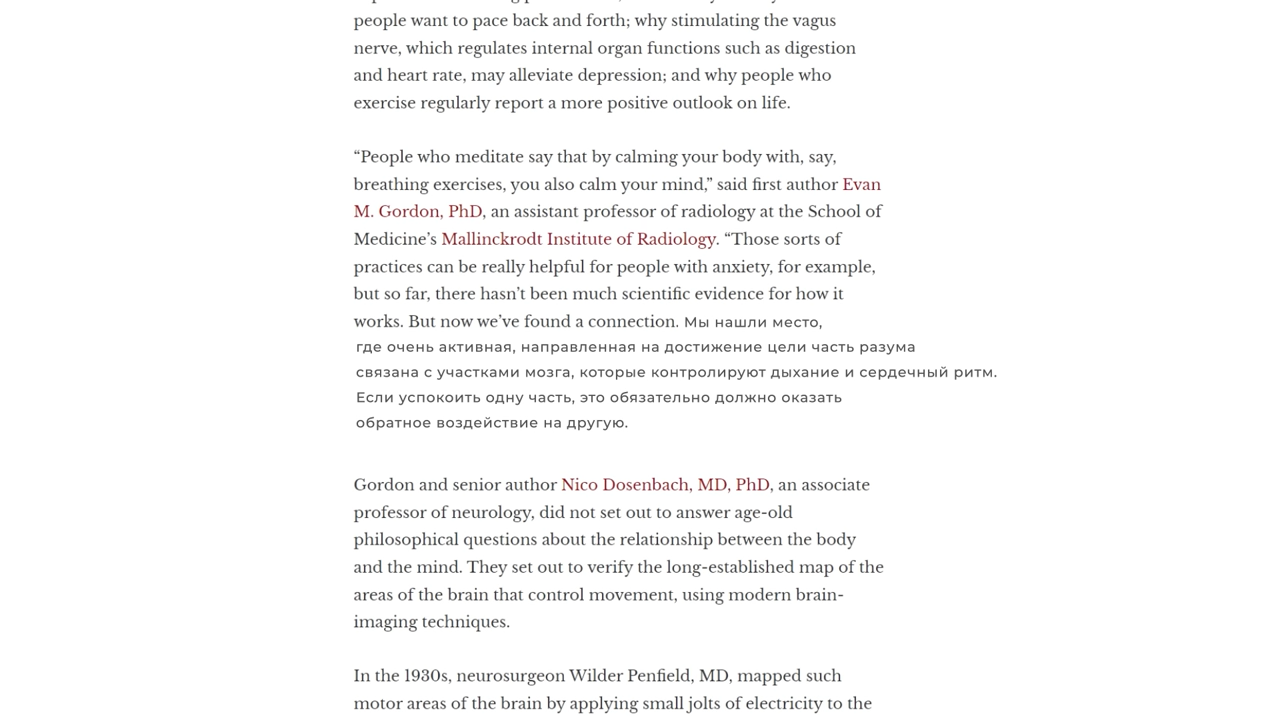 people want to pace back and forth; why stimulating the vagus
nerve, which regulates internal organ functions such as digestion
and heart rate, may alleviate depression; and why people who
exercise regularly report a more positive outlook on life.
“People who meditate say that by calming your body with, say,
breathing exercises, you also calm your mind,” said first author Evan
M. Gordon, PhD, an assistant professor of radiology at the School of
Medicine’s Mallinckrodt Institute of Radiology. “Those sorts of
practices can be really helpful for people with anxiety, for example,
but so far, there hasn’t been much scientific evidence for how it
works. But now we’ve found a connection. Мы нашли место,
где очень активная, направленная на достижение цели часть разума
связана с участками мозга, которые контролируют дыхание и сердечный ритм.
Если успокоить одну часть, это обязательно должно оказать
обратное воздействие на другую.
Gordon and senior author Nico Dosenbach, MD, PhD, an associate
professor of neurology, did not set out to answer age-old
philosophical questions about the relationship between the body
and the mind. They set out to verify the long-established map of the
areas of the brain that control movement, using modern brain-
imaging techniques.
In the 1930s, neurosurgeon Wilder Penfield, MD, mapped such
motor areas of the brain by applying small jolts of electricity to the